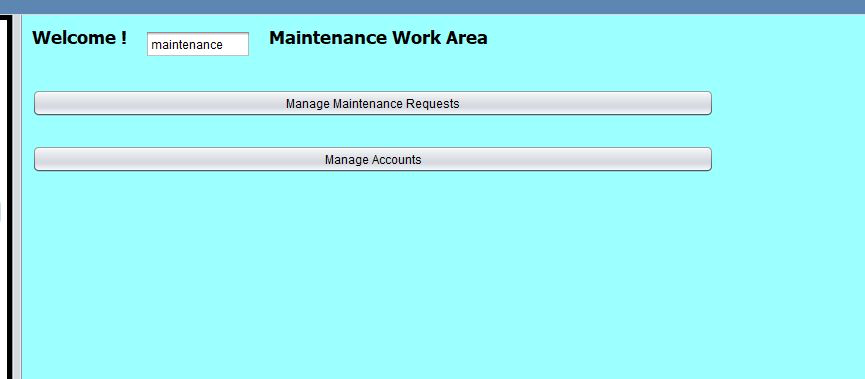 Welcome ! maintenance Maintenance Work Area
Manage Maintenance Requests
Manage Accounts